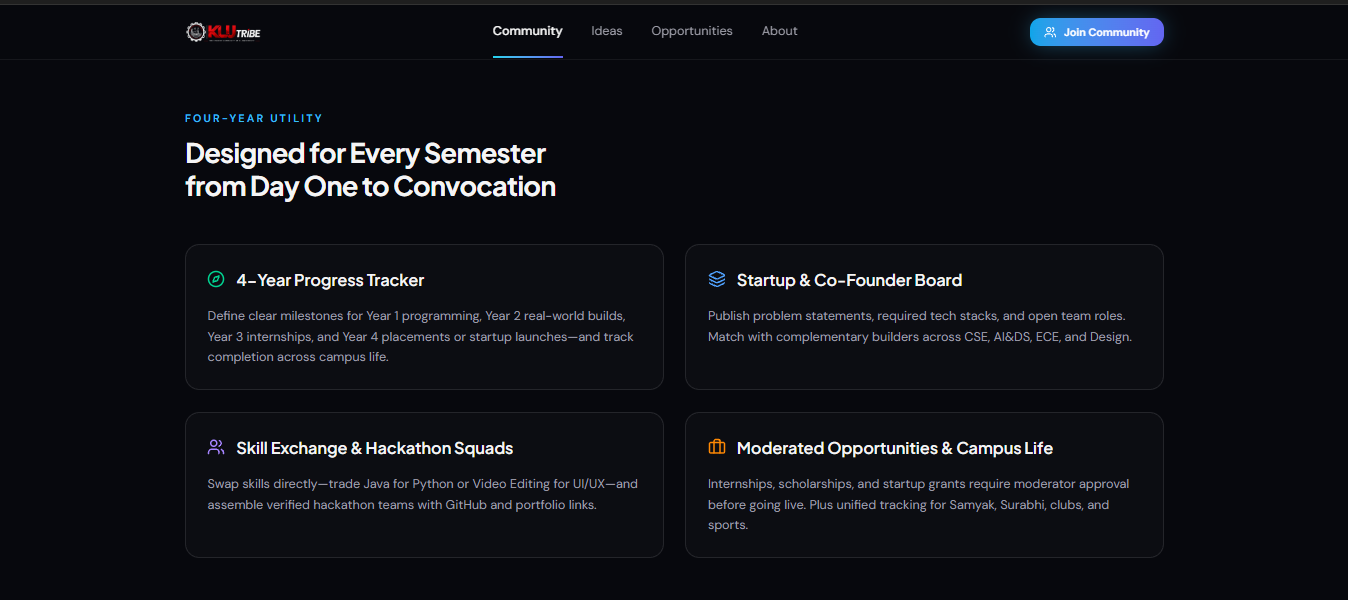 KLU TRIBE
Community
Ideas
Opportunities
About
Join Community
FOUR-YEAR UTILITY
Designed for Every Semester
from Day One to Convocation
4-Year Progress Tracker
Define clear milestones for Year 1 programming, Year 2 real-world builds,
Year 3 internships, and Year 4 placements or startup launches—and track
completion across campus life.
Startup & Co-Founder Board
Publish problem statements, required tech stacks, and open team roles.
Match with complementary builders across CSE, AI&DS, ECE, and Design.
Skill Exchange & Hackathon Squads
Swap skills directly—trade Java for Python or Video Editing for UI/UX—and
assemble verified hackathon teams with GitHub and portfolio links.
Moderated Opportunities & Campus Life
Internships, scholarships, and startup grants require moderator approval
before going live. Plus unified tracking for Samyak, Surabhi, clubs, and
sports.